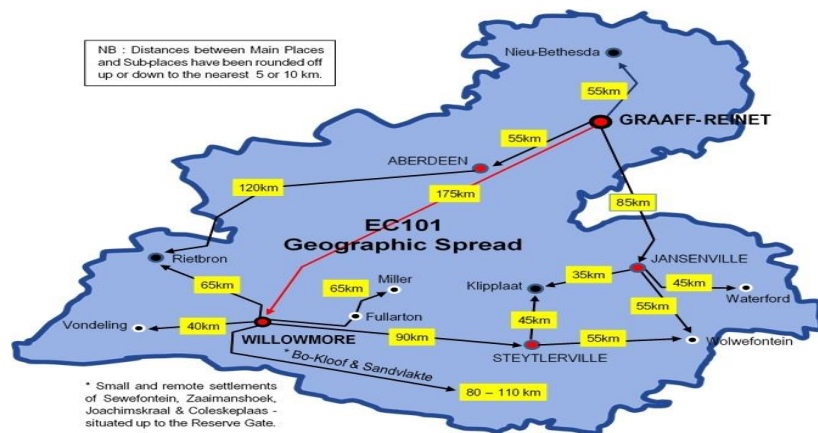 NB : Distances between Main Places
and Sub-places have been rounded off
up or down to the nearest 5 or 10 km.
Nieu-Bethesda
55km
GRAAFF-REINET
55km
ABERDEEN
120km
175km
85km
EC101
Geographic Spread
Rietbron
JANSENVILLE
65km
Miller
65km
Klipplaat
35km
45km
Waterford
Vondeling
40km
Fullarton
45km
55km
WILLOWMORE
90km
55km
Wolwefontein
STEYTLERVILLE
* Bo-Kloof & Sandvlakte
80 – 110 km
* Small and remote settlements
of Sewefontein, Zaaimanshoek,
Joachimskraal & Coleskeplaas -
situated up to the Reserve Gate.